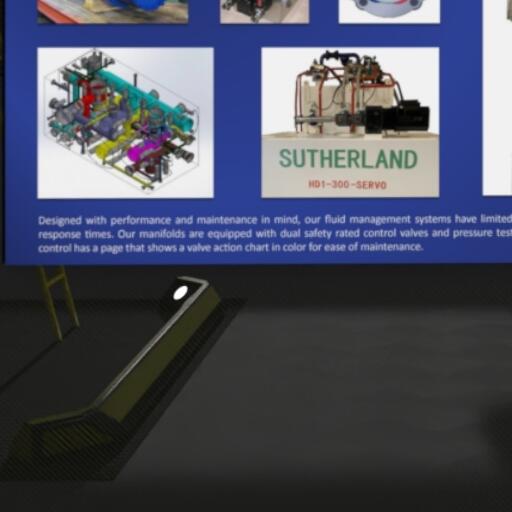 SUTHERLAND
HD1-300-SERVO
Designed with performance and maintenance in mind, our fluid management systems have limited
response times. Our manifolds are equipped with dual safety rated control valves and pressure test
control has a page that shows a valve action chart in color for ease of maintenance.